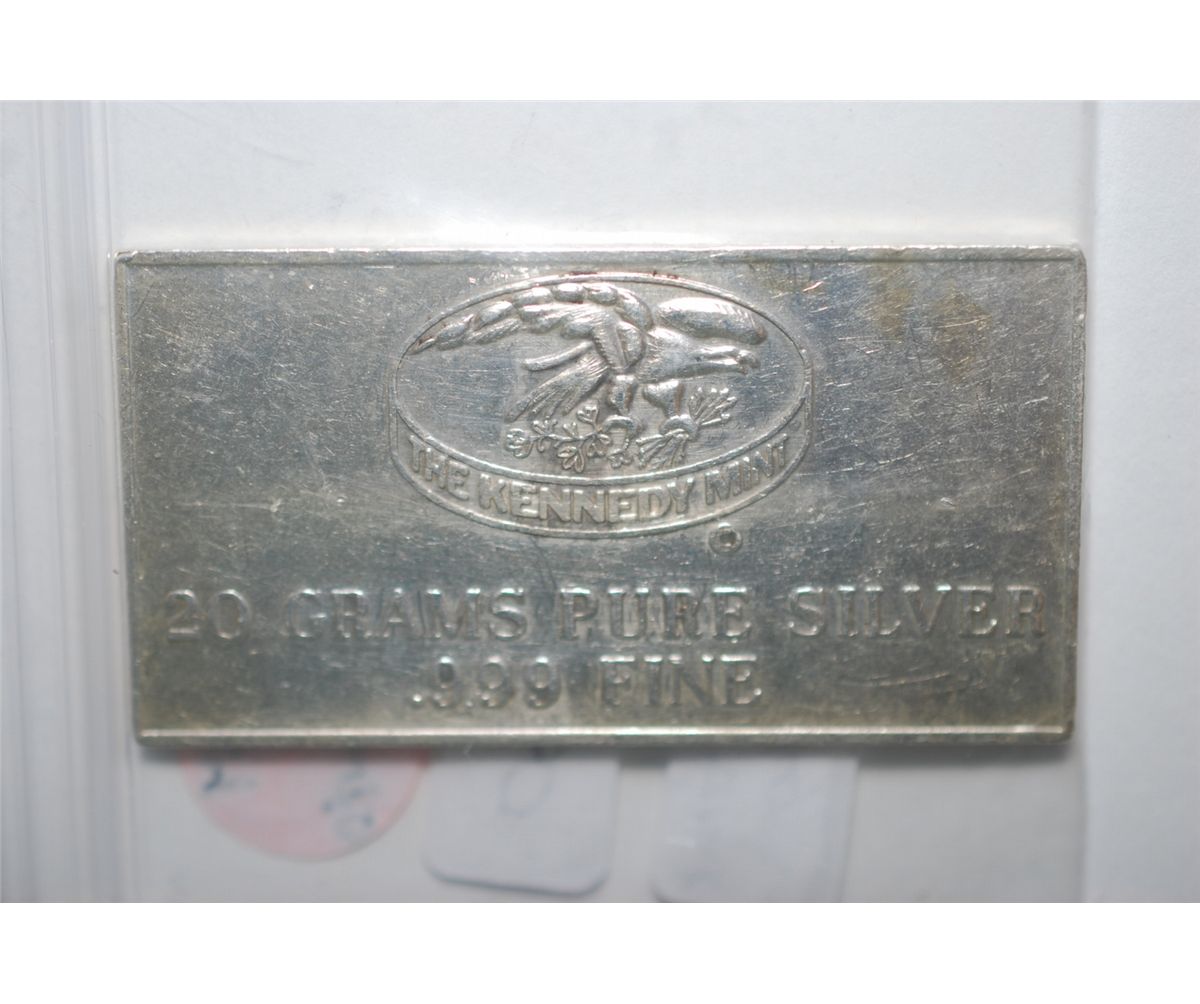 THE KENNEDY MINT
©
20 GRAMS PURE SILVER
.999 FINE